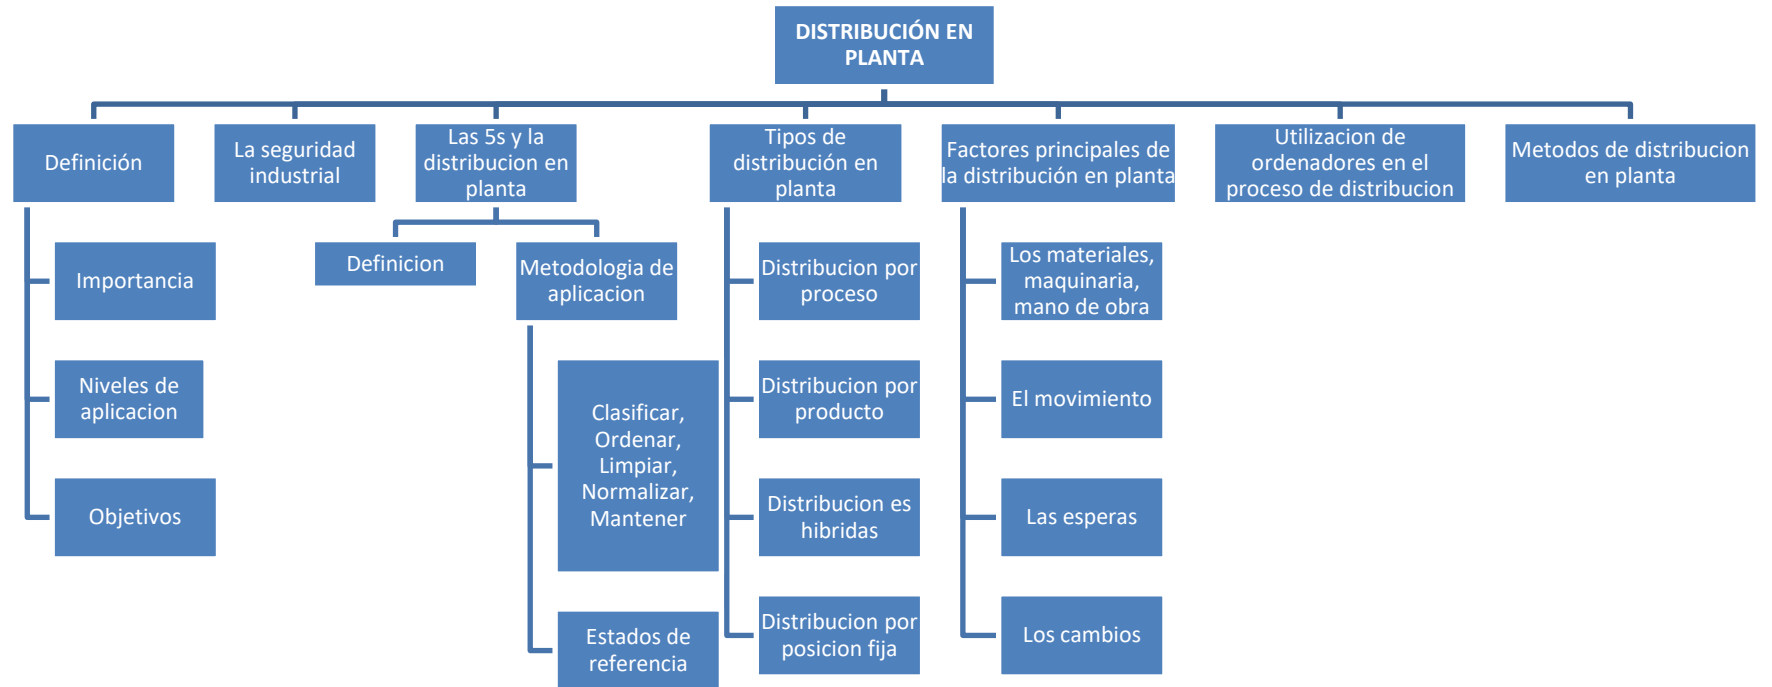 DISTRIBUCIÓN EN
PLANTA
Definición
La seguridad
industrial
Las 5s y la
distribucion en
planta
Tipos de
distribución en
planta
Factores principales de
la distribución en planta
Utilizacion de
ordenadores en el
proceso de distribucion
Metodos de distribucion
en planta
Importancia
Niveles de
aplicacion
Objetivos
Definicion
Metodologia de
aplicacion
Clasificar,
Ordenar,
Limpiar,
Normalizar,
Mantener
Estados de
referencia
Distribucion por
proceso
Distribucion por
producto
Distribucion es
hibridas
Distribucion por
posicion fija
Los materiales,
maquinaria,
mano de obra
El movimiento
Las esperas
Los cambios